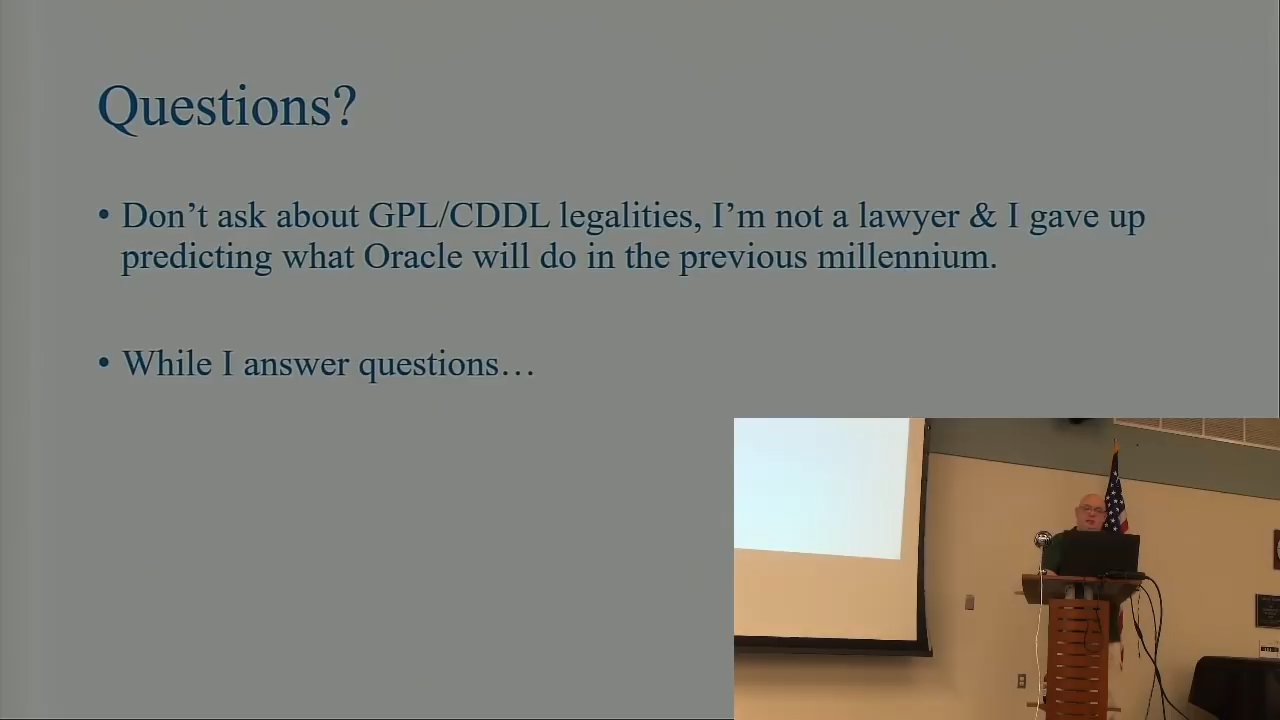 Questions?
• Don’t ask about GPL/CDDL legalities, I’m not a lawyer & I gave up
predicting what Oracle will do in the previous millennium.
• While I answer questions…